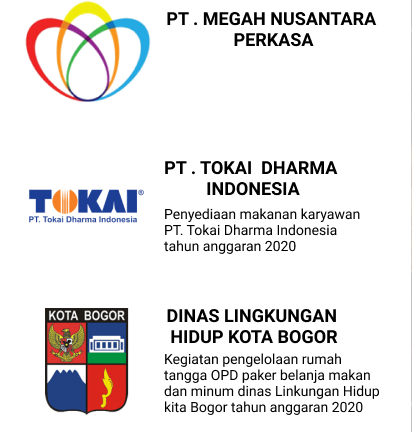 PT . MEGAH NUSANTARA
PERKASA
PT . TOKAI DHARMA
INDONESIA
TOKAI®
PT. Tokai Dharma Indonesia
Penyediaan makanan karyawan
PT. Tokai Dharma Indonesia
tahun anggaran 2020
KOTA BOGOR
DINAS LINGKUNGAN
HIDUP KOTA BOGOR
Kegiatan pengelolaan rumah
tangga OPD paker belanja makan
dan minum dinas Linkungan Hidup
kita Bogor tahun anggaran 2020